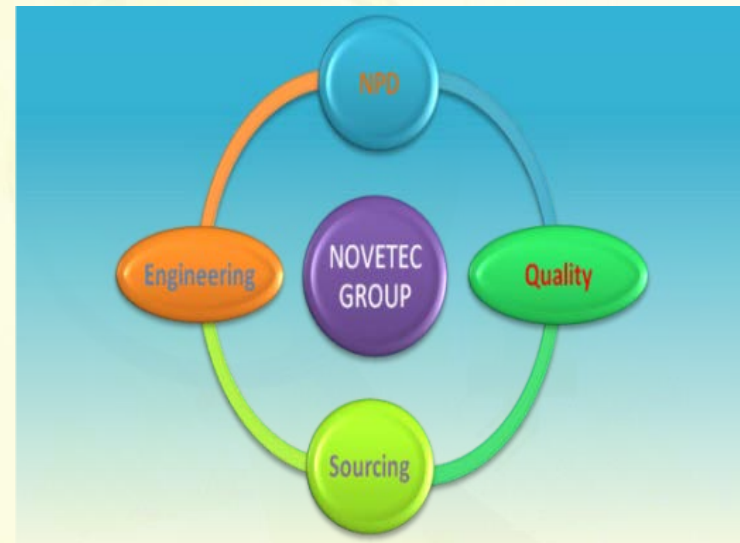 NPD
Engineering
NOVETEC
GROUP
Quality
Sourcing